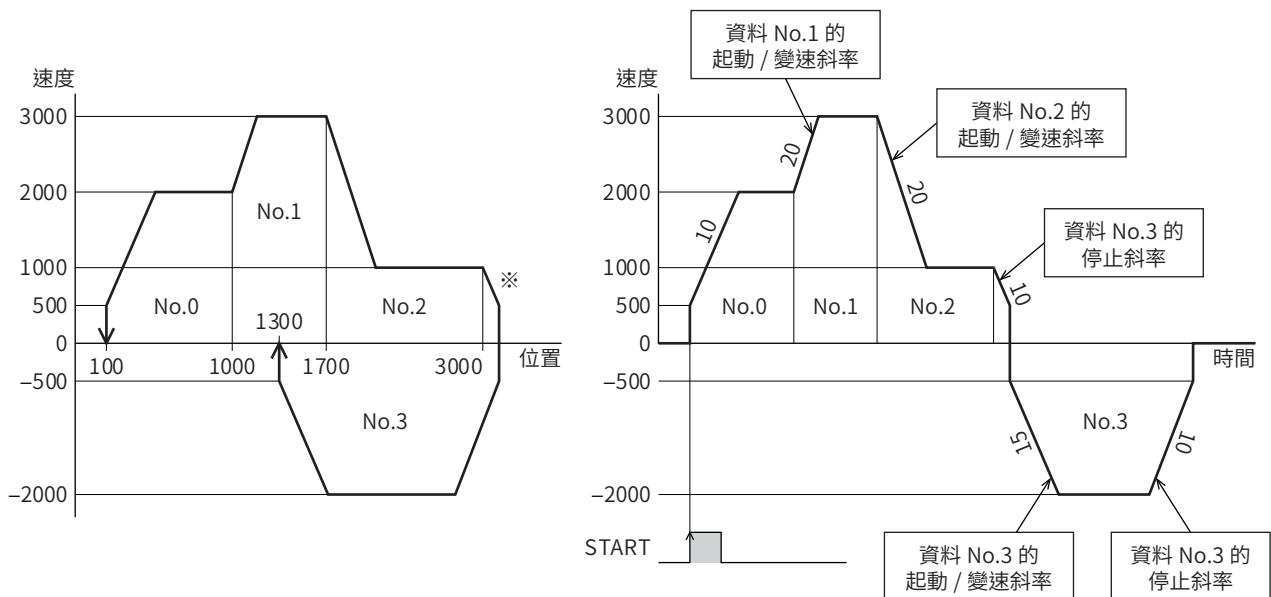 速度
3000
2000
1000
500
0
–500
–2000
No.0
No.1
No.2
No.3
※
1300
100
1000
1700
3000
位置
資料 No.1 的
起動 / 變速斜率
資料 No.2 的
起動 / 變速斜率
資料 No.3 的
停止斜率
速度
3000
2000
1000
500
0
–500
–2000
10
20
20
10
No.0
No.1
No.2
時間
No.3
15
10
START
資料 No.3 的
起動 / 變速斜率
資料 No.3 的
停止斜率